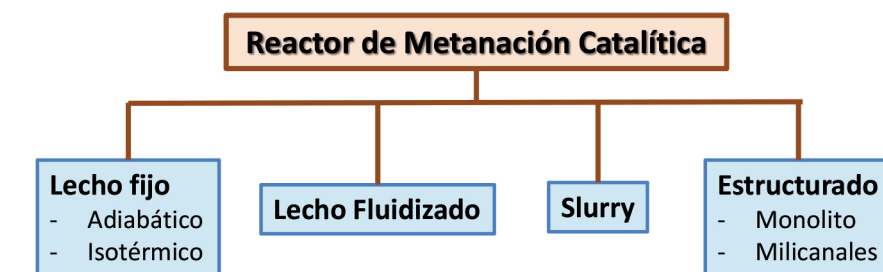 Reactor de Metanación Catalítica
Lecho fijo
- Adiabático
- Isotérmico
Lecho Fluidizado
Slurry
Estructurado
- Monolito
- Milicanales